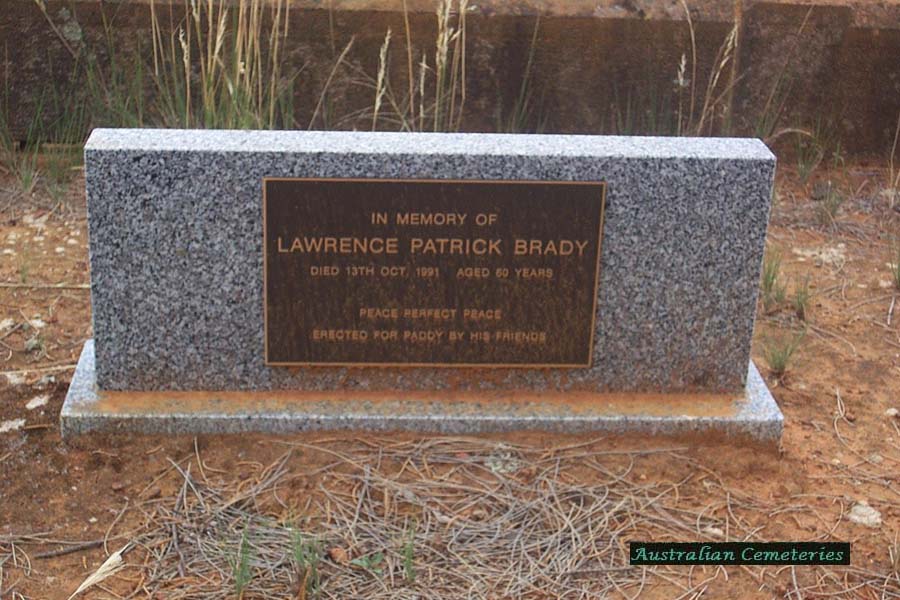 IN MEMORY OF
LAWRENCE PATRICK BRADY
DIED 13TH OCT, 1991 AGED 60 YEARS
PEACE PERFECT PEACE
ERECTED FOR PADDY BY HIS FRIENDS
Australian Cemeteries